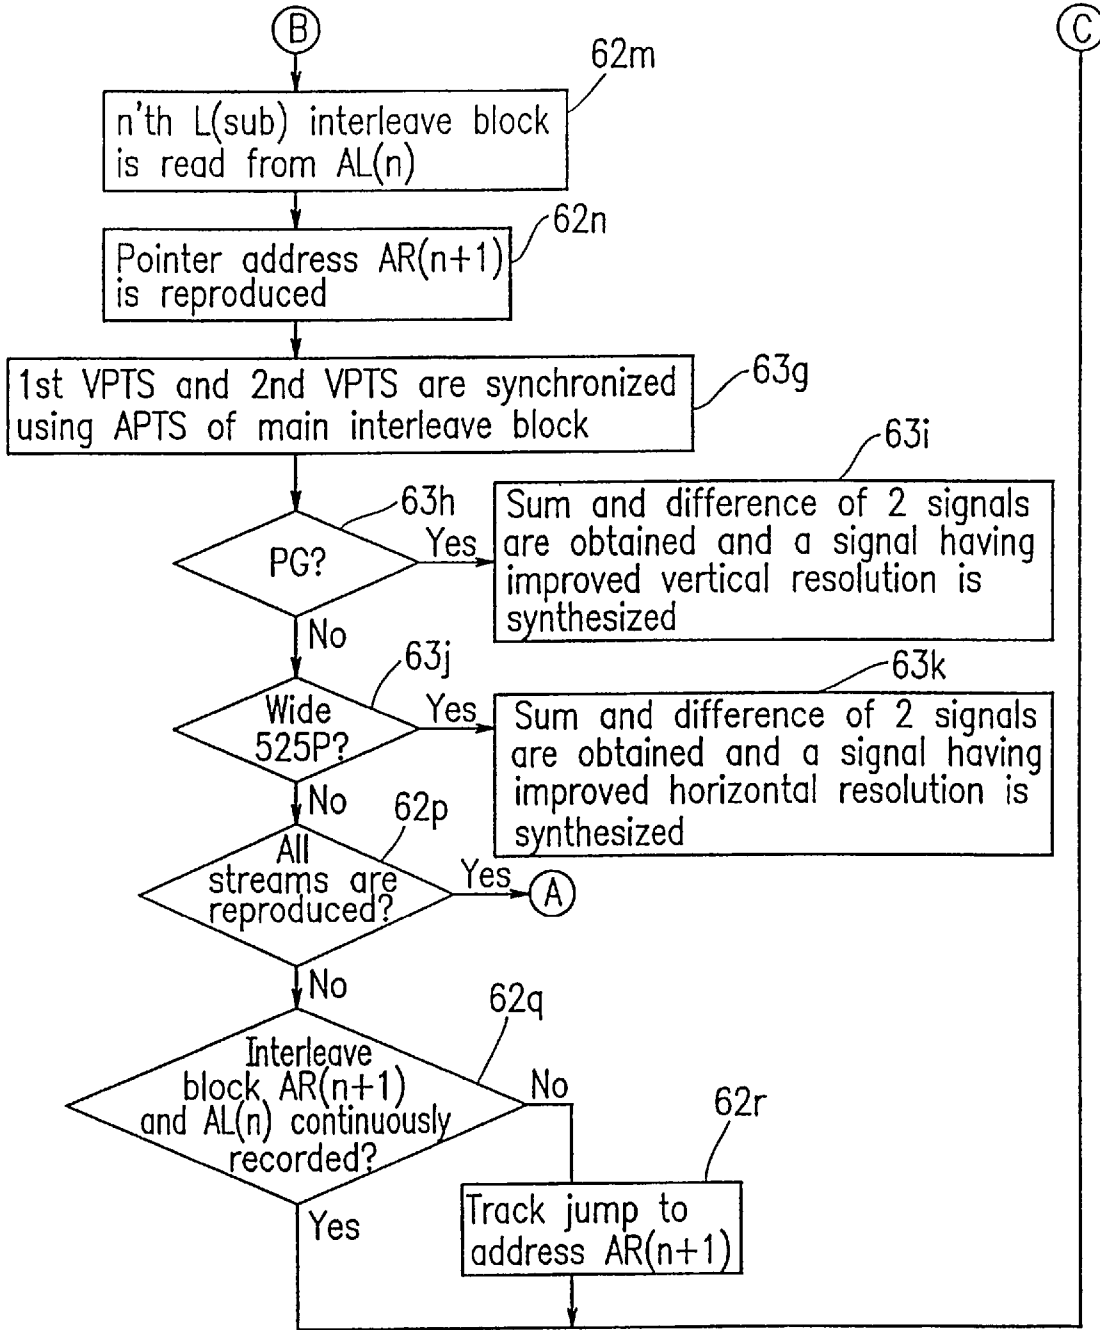 B
C
62m
n'th L(sub) interleave block
is read from AL(n)
62n
Pointer address AR(n+1)
is reproduced
1st VPTS and 2nd VPTS are synchronized
using APTS of main interleave block
63g
63h
PG?
Yes
No
63i
Sum and difference of 2 signals
are obtained and a signal having
improved vertical resolution is
synthesized
63j
Wide
525P?
Yes
No
63k
Sum and difference of 2 signals
are obtained and a signal having
improved horizontal resolution is
synthesized
62p
All
streams are
reproduced?
Yes
A
No
62q
Interleave
block AR(n+1)
and AL(n) continuously
recorded?
No
Yes
62r
Track jump to
address AR(n+1)